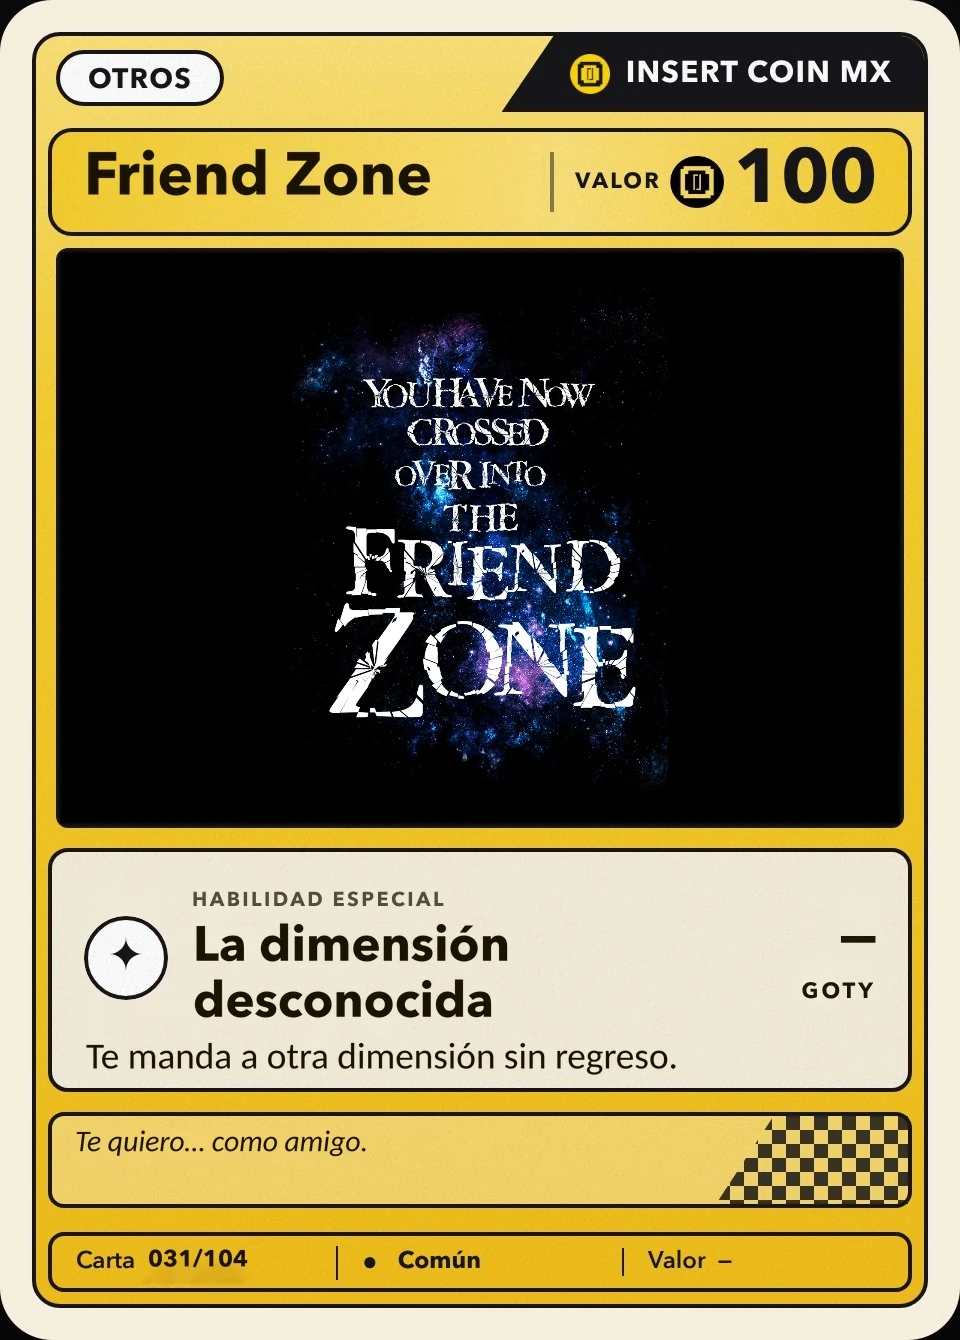 OTROS
INSERT COIN MX
Friend Zone
VALOR 100
YOU HAVE NOW
CROSSED
OVER INTO
THE
FRIEND
ZONE
HABILIDAD ESPECIAL
La dimensión
desconocida
–
GOTY
Te manda a otra dimensión sin regreso.
Te quiero... como amigo.
Carta 031/104 • Común Valor –